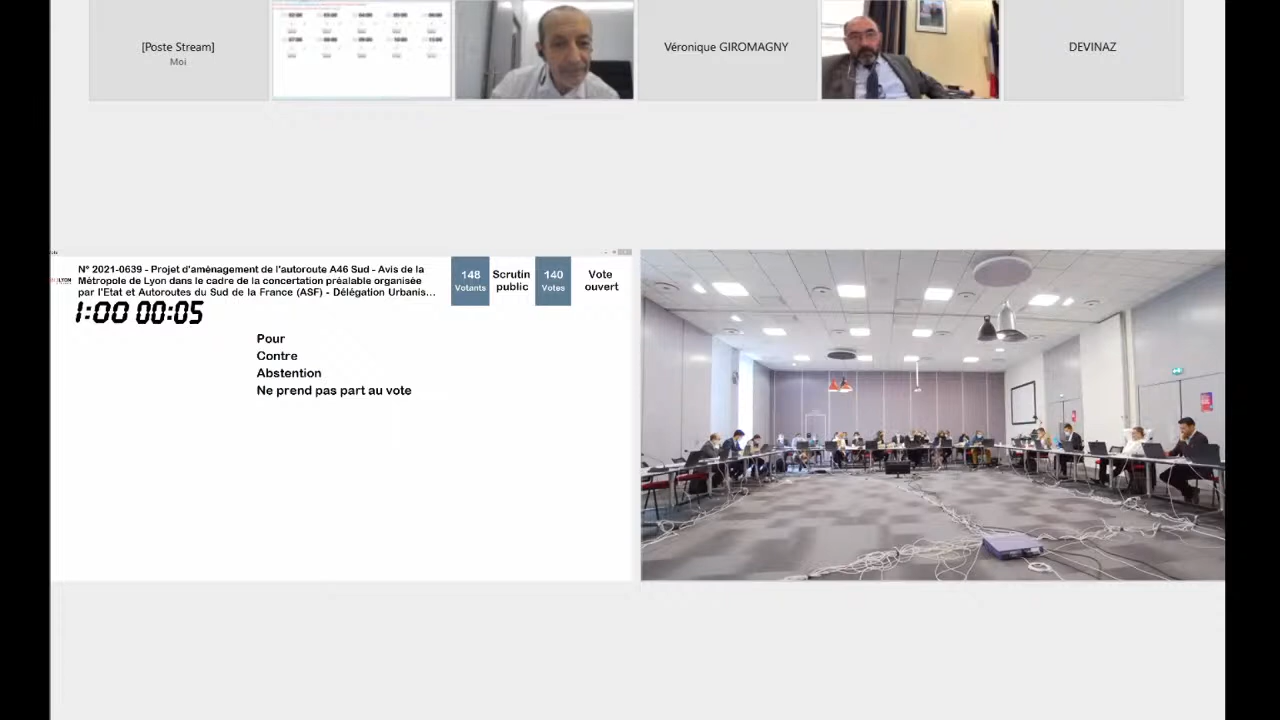 [Poste Stream]
Moi
Véronique GIROMAGNY
DEVINAZ
N° 2021-0639 - Projet d'aménagement de l'autoroute A46 Sud - Avis de la
Métropole de Lyon dans le cadre de la concertation préalable organisée
par l'Etat et Autoroutes du Sud de la France (ASF) - Délégation Urbanis...
148
Votants
Scrutin
public
140
Votes
Vote
ouvert
LYON
1:00 00:05
Pour
Contre
Abstention
Ne prend pas part au vote